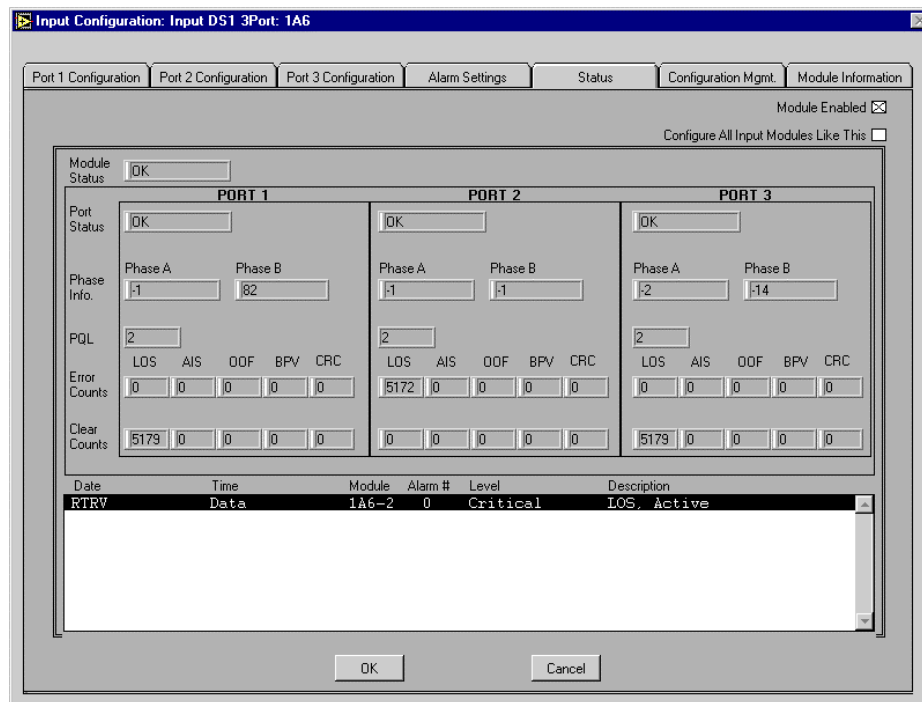 Input Configuration: Input DS1 3Port: 1A6
Port 1 Configuration Port 2 Configuration Port 3 Configuration Alarm Settings Status Configuration Mgmt. Module Information
Module Enabled
Configure All Input Modules Like This
Module Status OK
PORT 1 PORT 2 PORT 3
Port Status OK OK OK
Phase A Phase B Phase A Phase B Phase A Phase B
Phase Info. -1 82 -1 -1 -2 -14
PQL 2 2 2
LOS AIS OOF BPV CRC LOS AIS OOF BPV CRC LOS AIS OOF BPV CRC
Error Counts 0 0 0 0 0 5172 0 0 0 0 0 0 0 0 0
Clear Counts 5179 0 0 0 0 0 0 0 0 0 5179 0 0 0 0
Date Time Module Alarm # Level Description
RTRV Data 1A6-2 0 Critical LOS, Active
OK Cancel